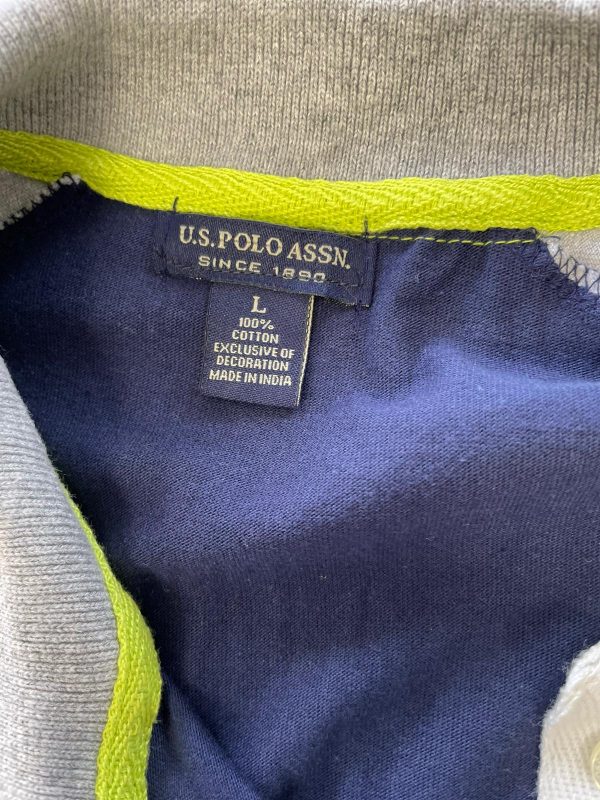 U.S. POLO ASSN.
SINCE 1890
L
100%
COTTON
EXCLUSIVE OF
DECORATION
MADE IN INDIA